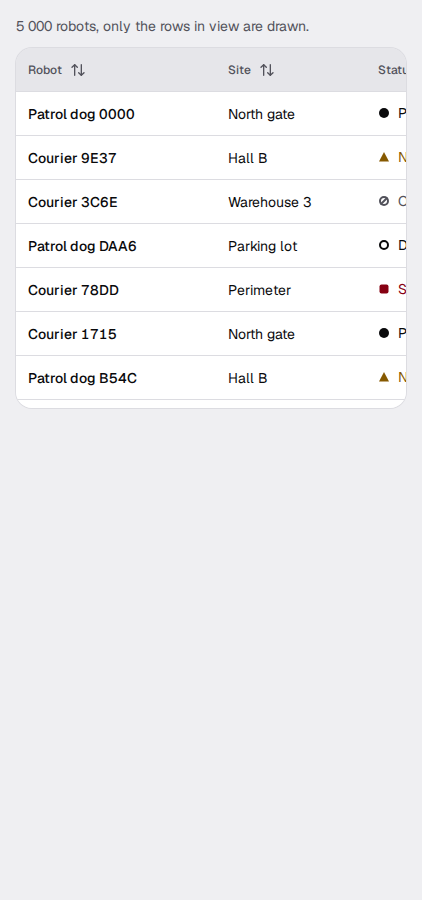 5 000 robots, only the rows in view are drawn.
Robot Site
Patrol dog 0000 North gate
Courier 9E37 Hall B
Courier 3C6E Warehouse 3
Patrol dog DAA6 Parking lot
Courier 78DD Perimeter
Courier 1715 North gate
Patrol dog B54C Hall B